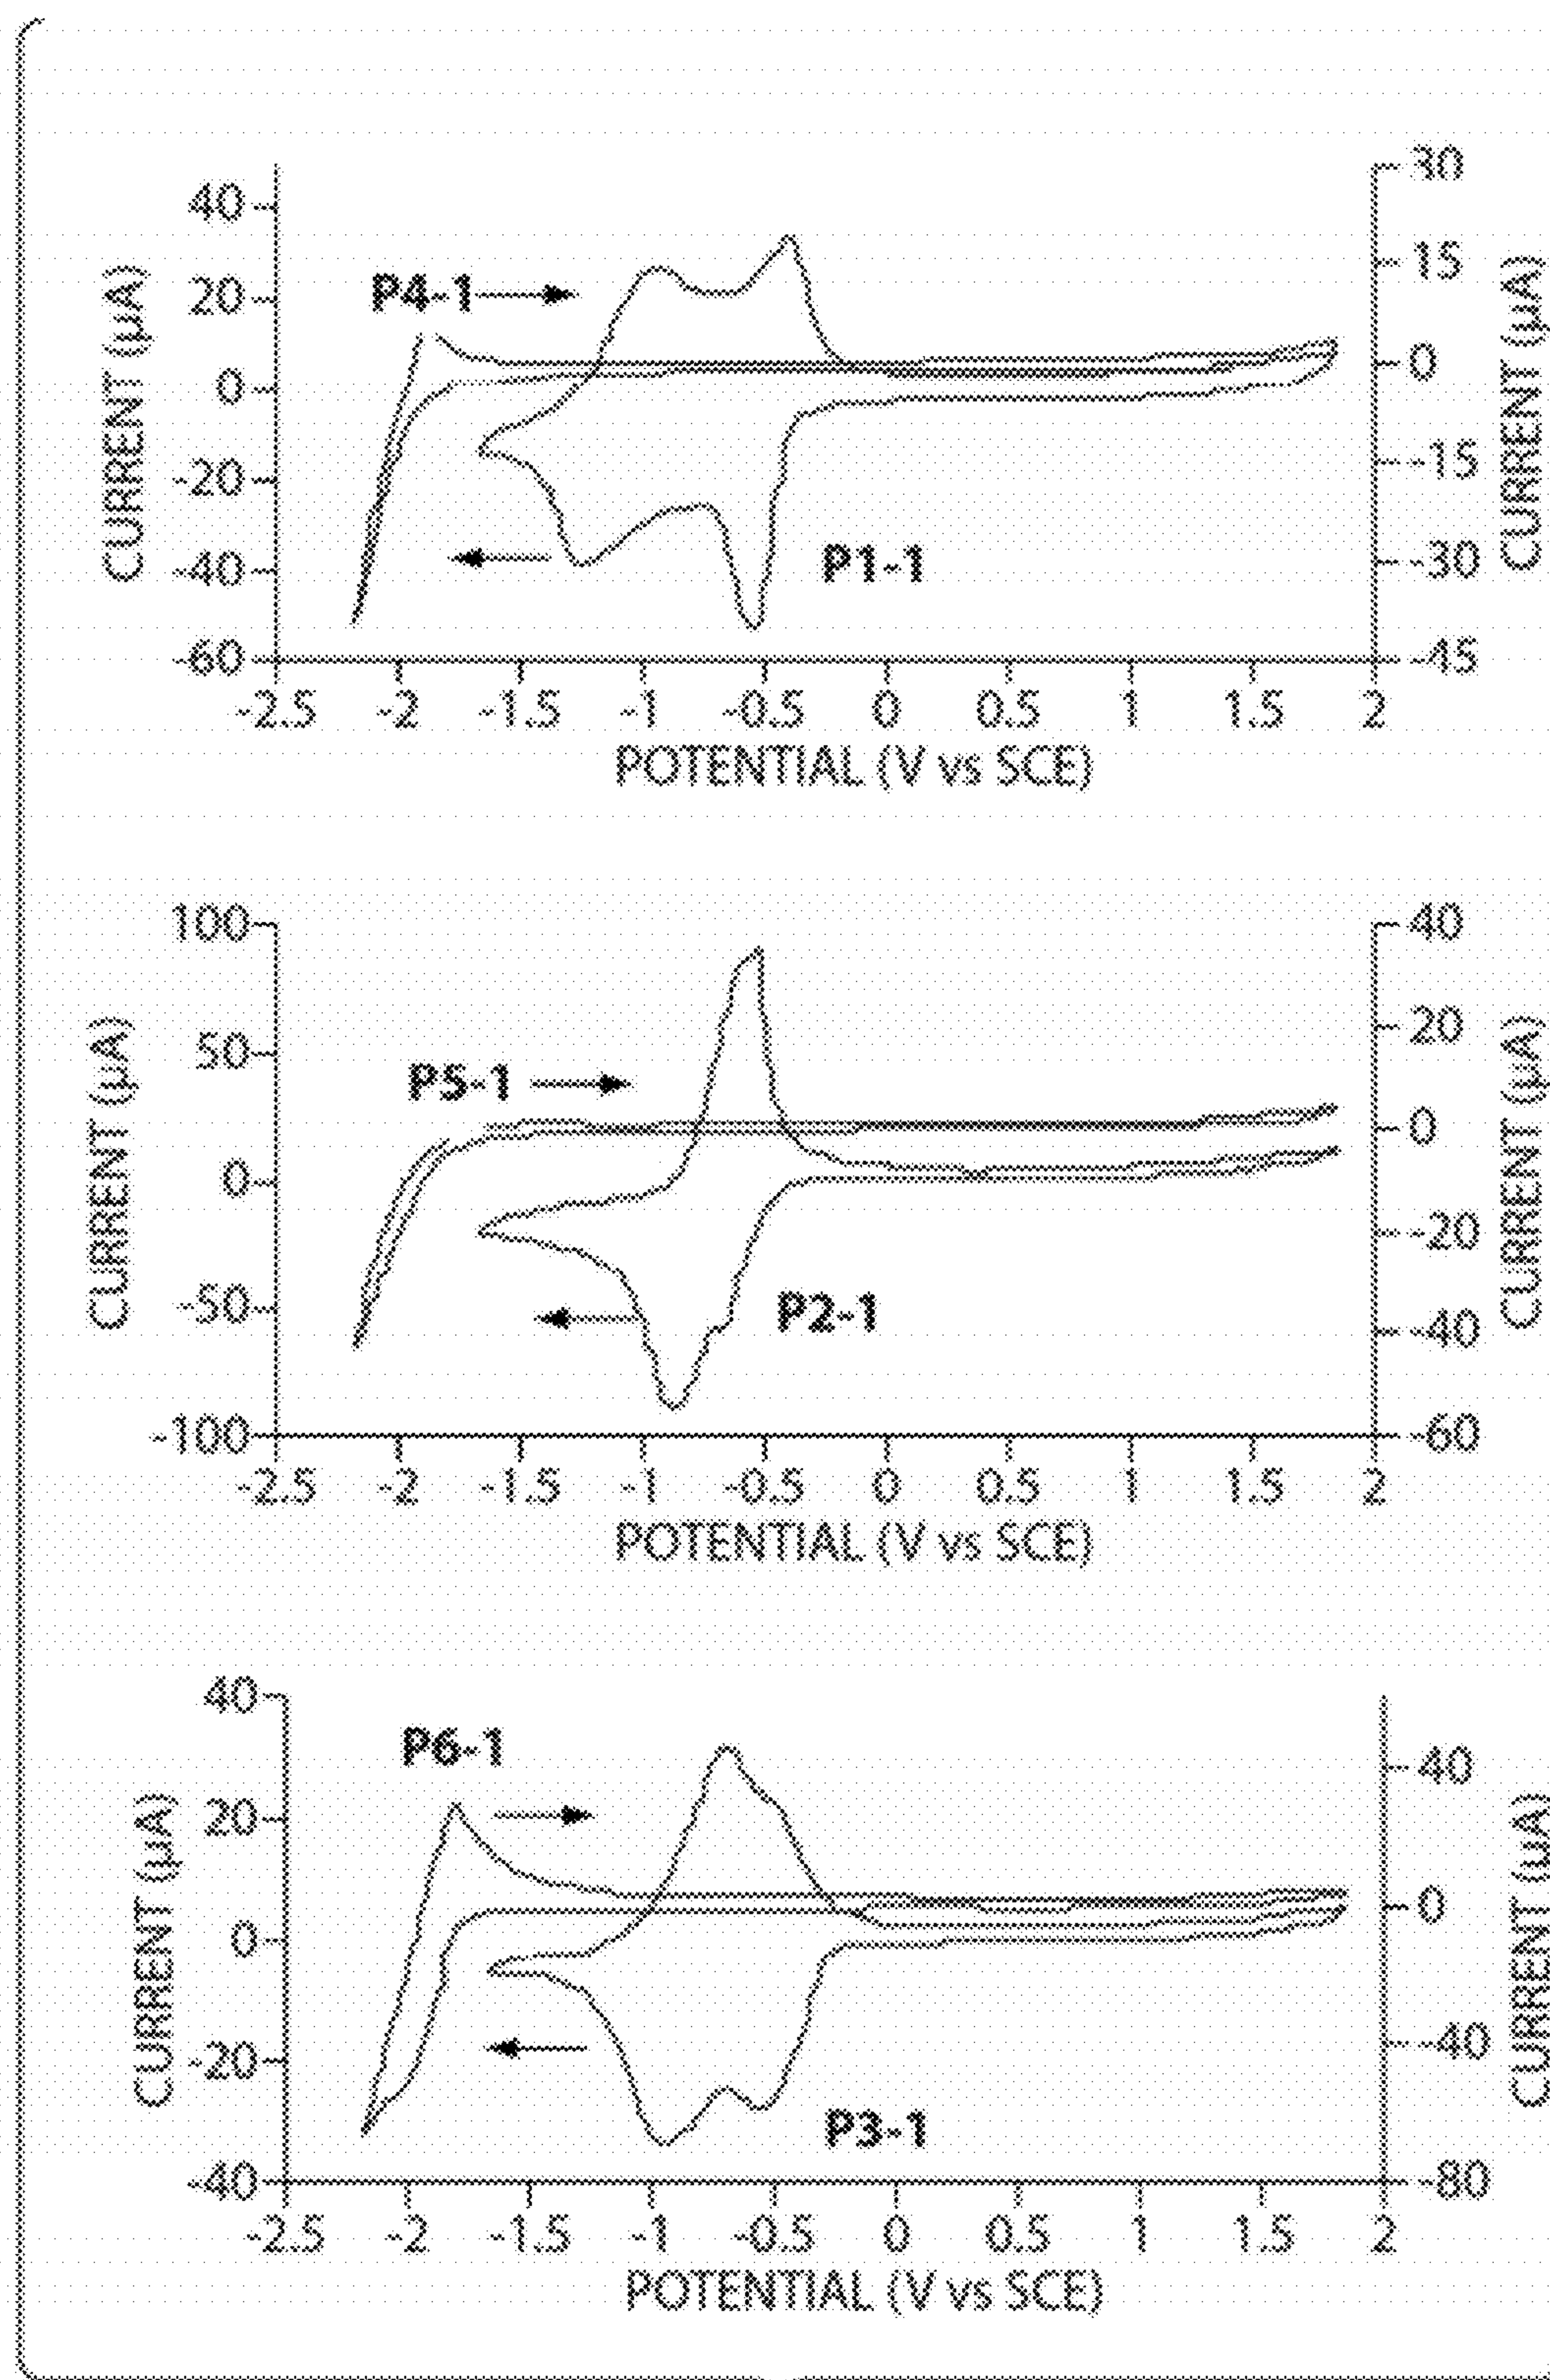 30
40
15
20
P4-1
0
0
CURRENT (µA)
CURRENT (µA)
-20
-15
-40
P1-1
-30
-60
-45
-2.5 -2 -1.5 -1 -0.5 0 0.5 1 1.5 2
POTENTIAL (V vs SCE)
100
40
50
20
P5-1
0
0
CURRENT (µA)
CURRENT (µA)
-20
-50
P2-1
-40
-100
-60
-2.5 -2 -1.5 -1 -0.5 0 0.5 1 1.5 2
POTENTIAL (V vs SCE)
40
P6-1
40
20
0
0
CURRENT (µA)
CURRENT (µA)
-20
-40
P3-1
-40
-80
-2.5 -2 -1.5 -1 -0.5 0 0.5 1 1.5 2
POTENTIAL (V vs SCE)